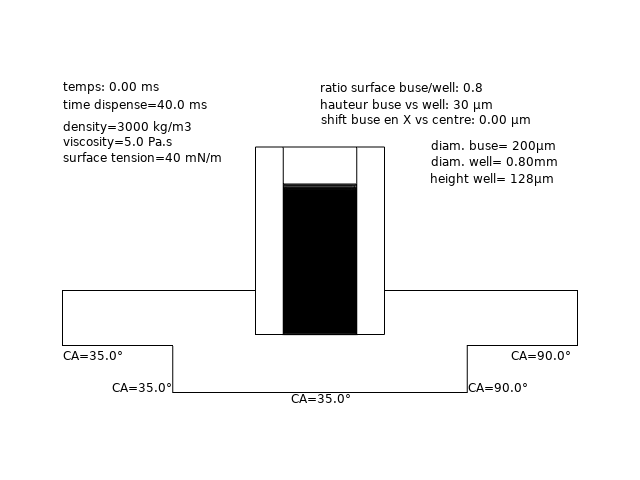 temps: 0.00 ms
time dispense=40.0 ms
density=3000 kg/m3
viscosity=5.0 Pa.s
surface tension=40 mN/m
ratio surface buse/well: 0.8
hauteur buse vs well: 30 µm
shift buse en X vs centre: 0.00 µm
diam. buse= 200µm
diam. well= 0.80mm
height well= 128µm
CA=35.0°
CA=90.0°
CA=35.0°
CA=90.0°
CA=35.0°